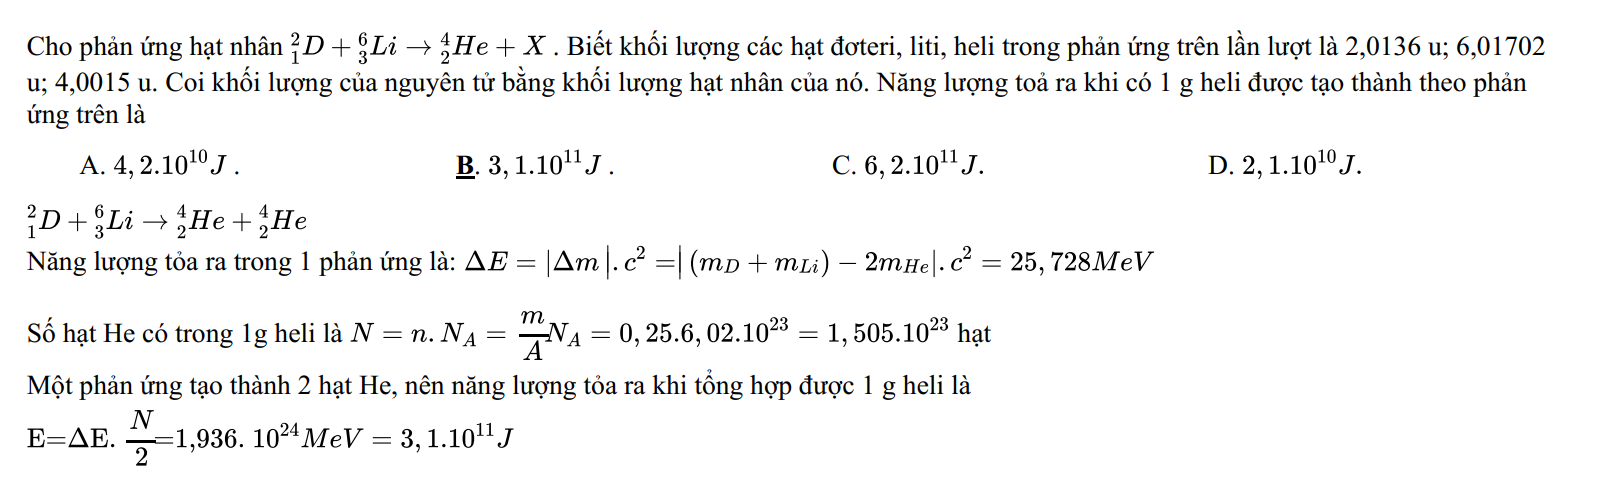 Cho phản ứng hạt nhân ${}_{1}^{2}D + {}_{3}^{6}Li \rightarrow {}_{2}^{4}He + X$ . Biết khối lượng các hạt đơteri, liti, heli trong phản ứng trên lần lượt là 2,0136 u; 6,01702
u; 4,0015 u. Coi khối lượng của nguyên tử bằng khối lượng hạt nhân của nó. Năng lượng toả ra khi có 1 g heli được tạo thành theo phản
ứng trên là
A. $4,2.10^{10} J$ . B. $3,1.10^{11} J$ . C. $6,2.10^{11} J.$ D. $2,1.10^{10} J.$
${}_{1}^{2}D + {}_{3}^{6}Li \rightarrow {}_{2}^{4}He + {}_{2}^{4}He$
Năng lượng tỏa ra trong 1 phản ứng là: $\Delta E = |\Delta m|.c^{2} = |(m_{D} + m_{Li}) - 2m_{He}|.c^{2} = 25,728 MeV$
Số hạt He có trong 1g heli là $N = n.N_{A} = \frac{m}{A} N_{A} = 0,25.6,02.10^{23} = 1,505.10^{23}$ hạt
Một phản ứng tạo thành 2 hạt He, nên năng lượng tỏa ra khi tổng hợp được 1 g heli là
E=ΔE. $\frac{N}{2}$=1,936. $10^{24} MeV = 3,1.10^{11} J$